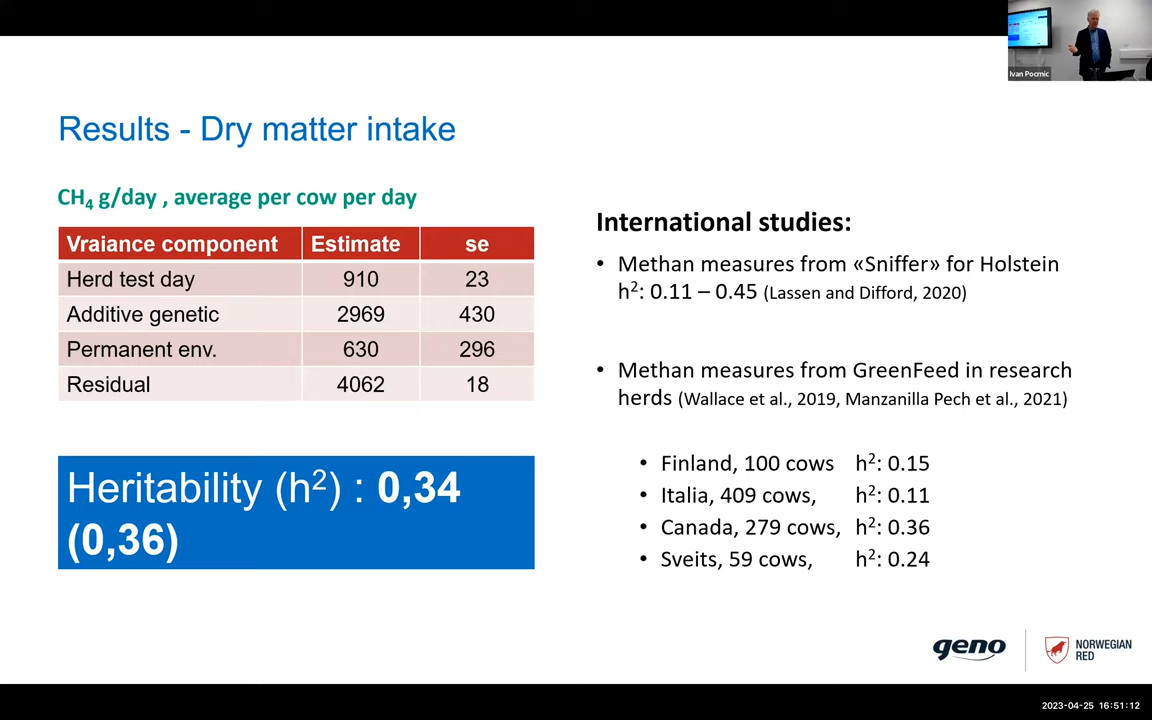 Ivan Pocrnic
Results - Dry matter intake
CH₄ g/day , average per cow per day
Vraiance component Estimate se
Herd test day 910 23
Additive genetic 2969 430
Permanent env. 630 296
Residual 4062 18
Heritability (h²) : 0,34
(0,36)
International studies:
• Methan measures from «Sniffer» for Holstein
h²: 0.11 – 0.45 (Lassen and Difford, 2020)
• Methan measures from GreenFeed in research
herds (Wallace et al., 2019, Manzanilla Pech et al., 2021)
• Finland, 100 cows h²: 0.15
• Italia, 409 cows, h²: 0.11
• Canada, 279 cows, h²: 0.36
• Sveits, 59 cows, h²: 0.24
geno
NORWEGIAN
RED
2023-04-25 16:51:12